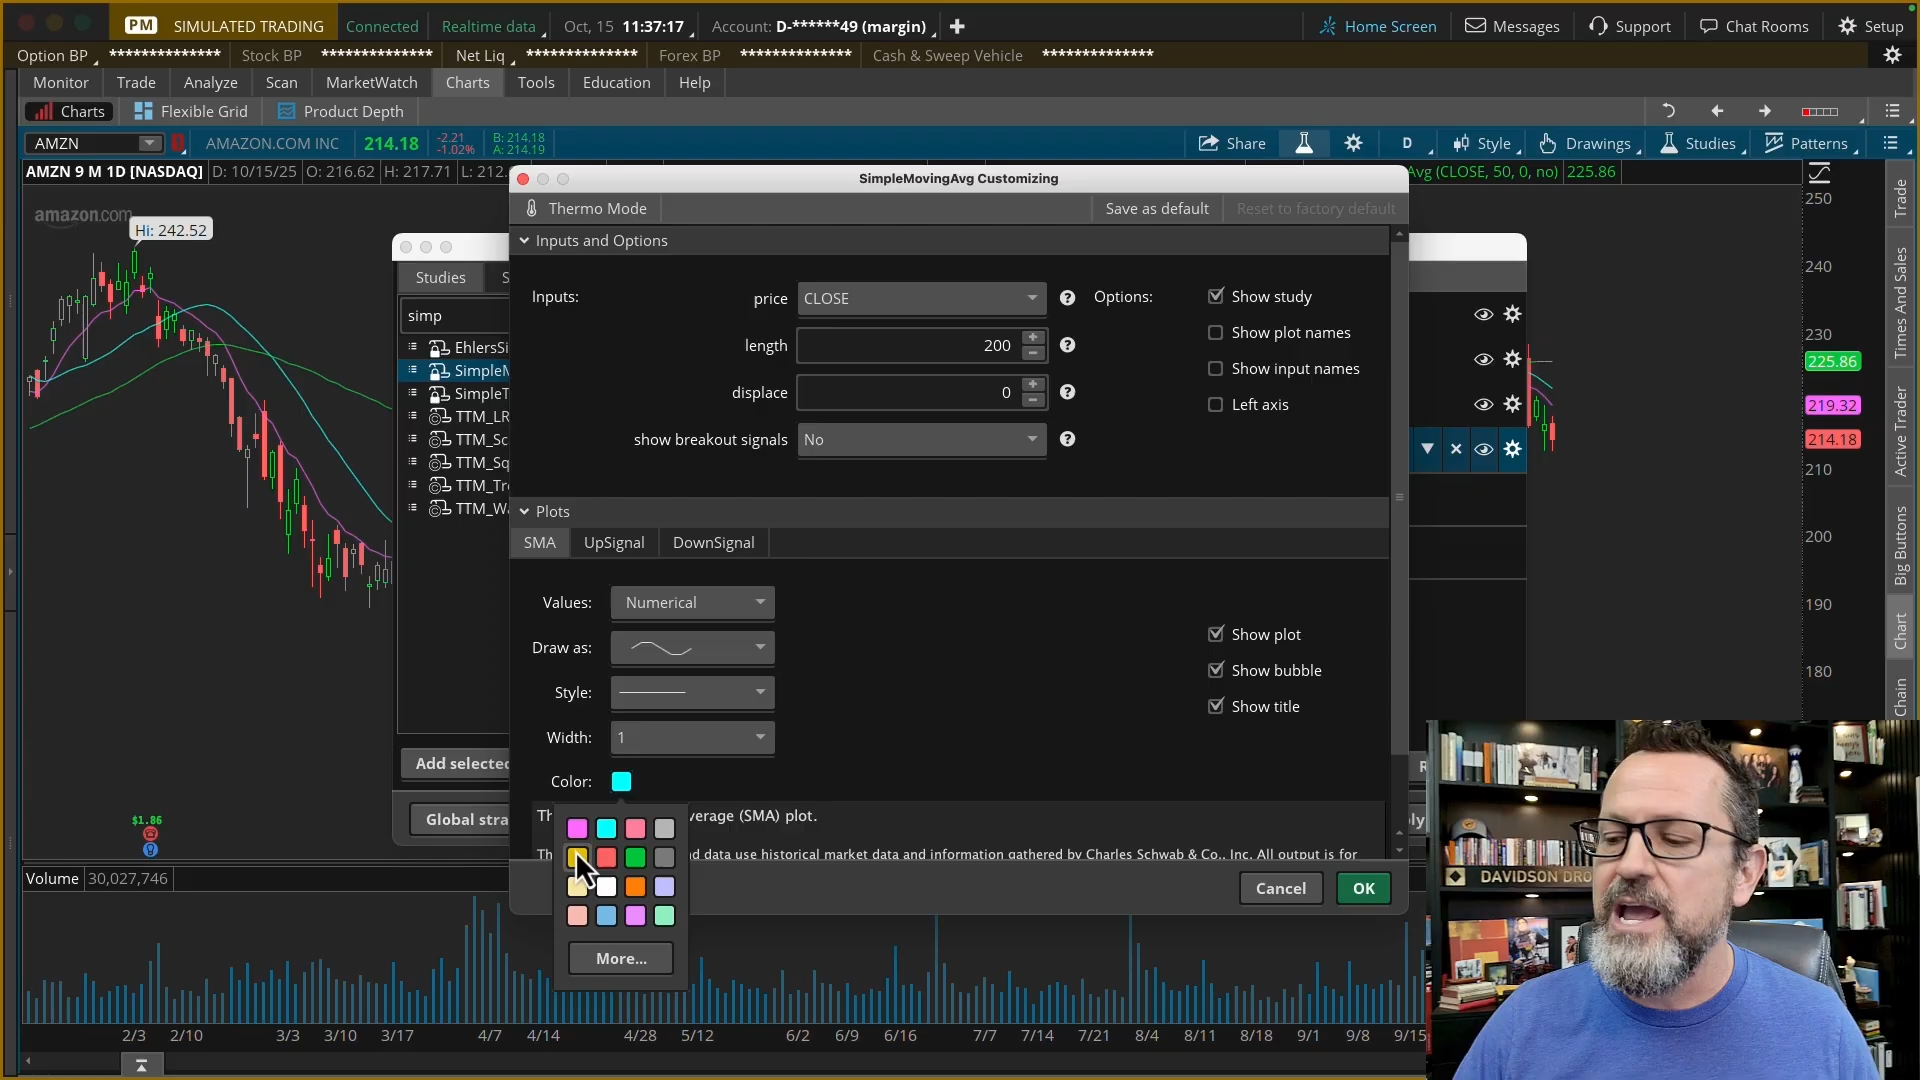 PM SIMULATED TRADING Connected Realtime data Oct, 15 11:37:17 Account: D-******49 (margin) Home Screen Messages Support Chat Rooms Setup
Option BP ************** Stock BP ************** Net Liq ************** Forex BP ************** Cash & Sweep Vehicle **************
Monitor Trade Analyze Scan MarketWatch Charts Tools Education Help
Charts Flexible Grid Product Depth
AMZN AMAZON.COM INC 214.18 -2.21 -1.02% B: 214.18 A: 214.19 Share D Style Drawings Studies Patterns
AMZN 9 M 1D [NASDAQ] D: 10/15/25 O: 216.62 H: 217.71 L: 212. SimpleMovingAvg Customizing Avg (CLOSE, 50, 0, no) 225.86
Thermo Mode Save as default Reset to factory default
amazon.com
Hi: 242.52
Inputs and Options
Studies S
simp
EhlersSi
SimpleM
SimpleT
TTM_LR
TTM_Sc
TTM_Sq
TTM_Tre
TTM_Wa
Add selected
Global stra
Inputs: price CLOSE Options: Show study
Show plot names
length 200
Show input names
displace 0
Left axis
show breakout signals No
Plots
SMA UpSignal DownSignal
Values: Numerical
Draw as: Show plot
Show bubble
Style:
Show title
Width: 1
Color:
Th verage (SMA) plot.
Th nd data use historical market data and information gathered by Charles Schwab & Co., Inc. All output is for
Cancel OK
More...
250
240
230
225.86
219.32
214.18
210
200
190
180
Trade
Times And Sales
Active Trader
Big Buttons
Chart
Chain
$1.86
Volume 30,027,746
2/3 2/10 3/3 3/10 3/17 4/7 4/14 4/28 5/12 6/2 6/9 6/16 7/7 7/14 7/21 8/4 8/11 8/18 9/1 9/8 9/15
DAVIDSON DRO